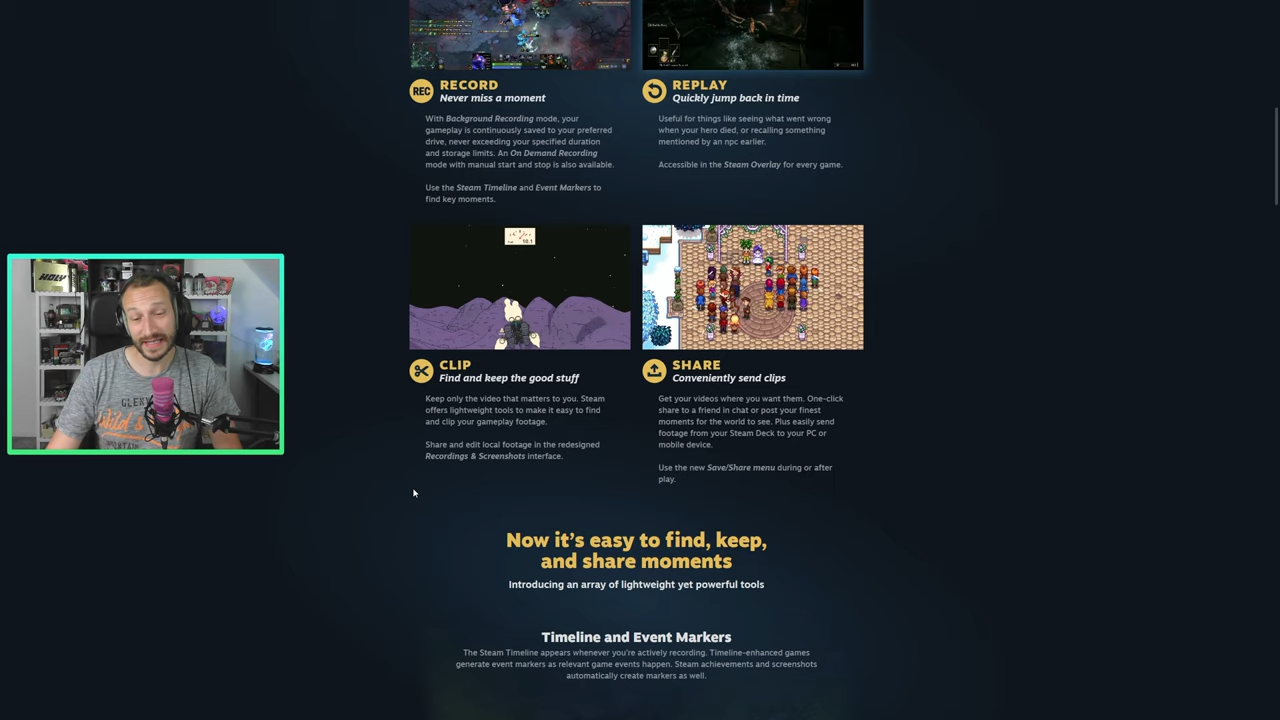 REC
RECORD
Never miss a moment
With Background Recording mode, your
gameplay is continuously saved to your preferred
drive, never exceeding your specified duration
and storage limits. An On Demand Recording
mode with manual start and stop is also available.
Use the Steam Timeline and Event Markers to
find key moments.
REPLAY
Quickly jump back in time
Useful for things like seeing what went wrong
when your hero died, or recalling something
mentioned by an npc earlier.
Accessible in the Steam Overlay for every game.
HOLY
CLIP
Find and keep the good stuff
Keep only the video that matters to you. Steam
offers lightweight tools to make it easy to find
and clip your gameplay footage.
Share and edit local footage in the redesigned
Recordings & Screenshots interface.
SHARE
Conveniently send clips
Get your videos where you want them. One-click
share to a friend in chat or post your finest
moments for the world to see. Plus easily send
footage from your Steam Deck to your PC or
mobile device.
Use the new Save/Share menu during or after
play.
Now it's easy to find, keep,
and share moments
Introducing an array of lightweight yet powerful tools
Timeline and Event Markers
The Steam Timeline appears whenever you're actively recording. Timeline-enhanced games
generate event markers as relevant game events happen. Steam achievements and screenshots
automatically create markers as well.